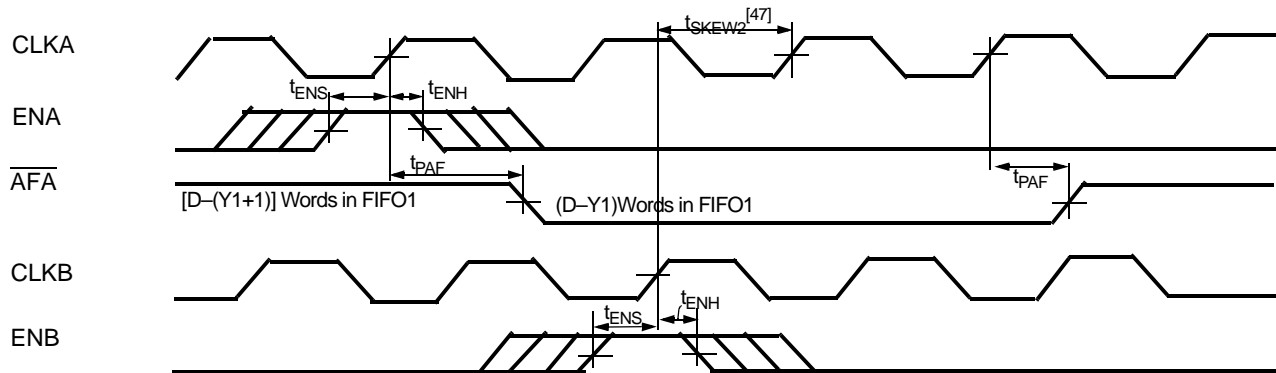 CLKA
tSKEW2[47]
tENS
tENH
ENA
tPAF
tPAF
AFA
[D–(Y1+1)] Words in FIFO1
(D–Y1)Words in FIFO1
CLKB
tENS
tENH
ENB